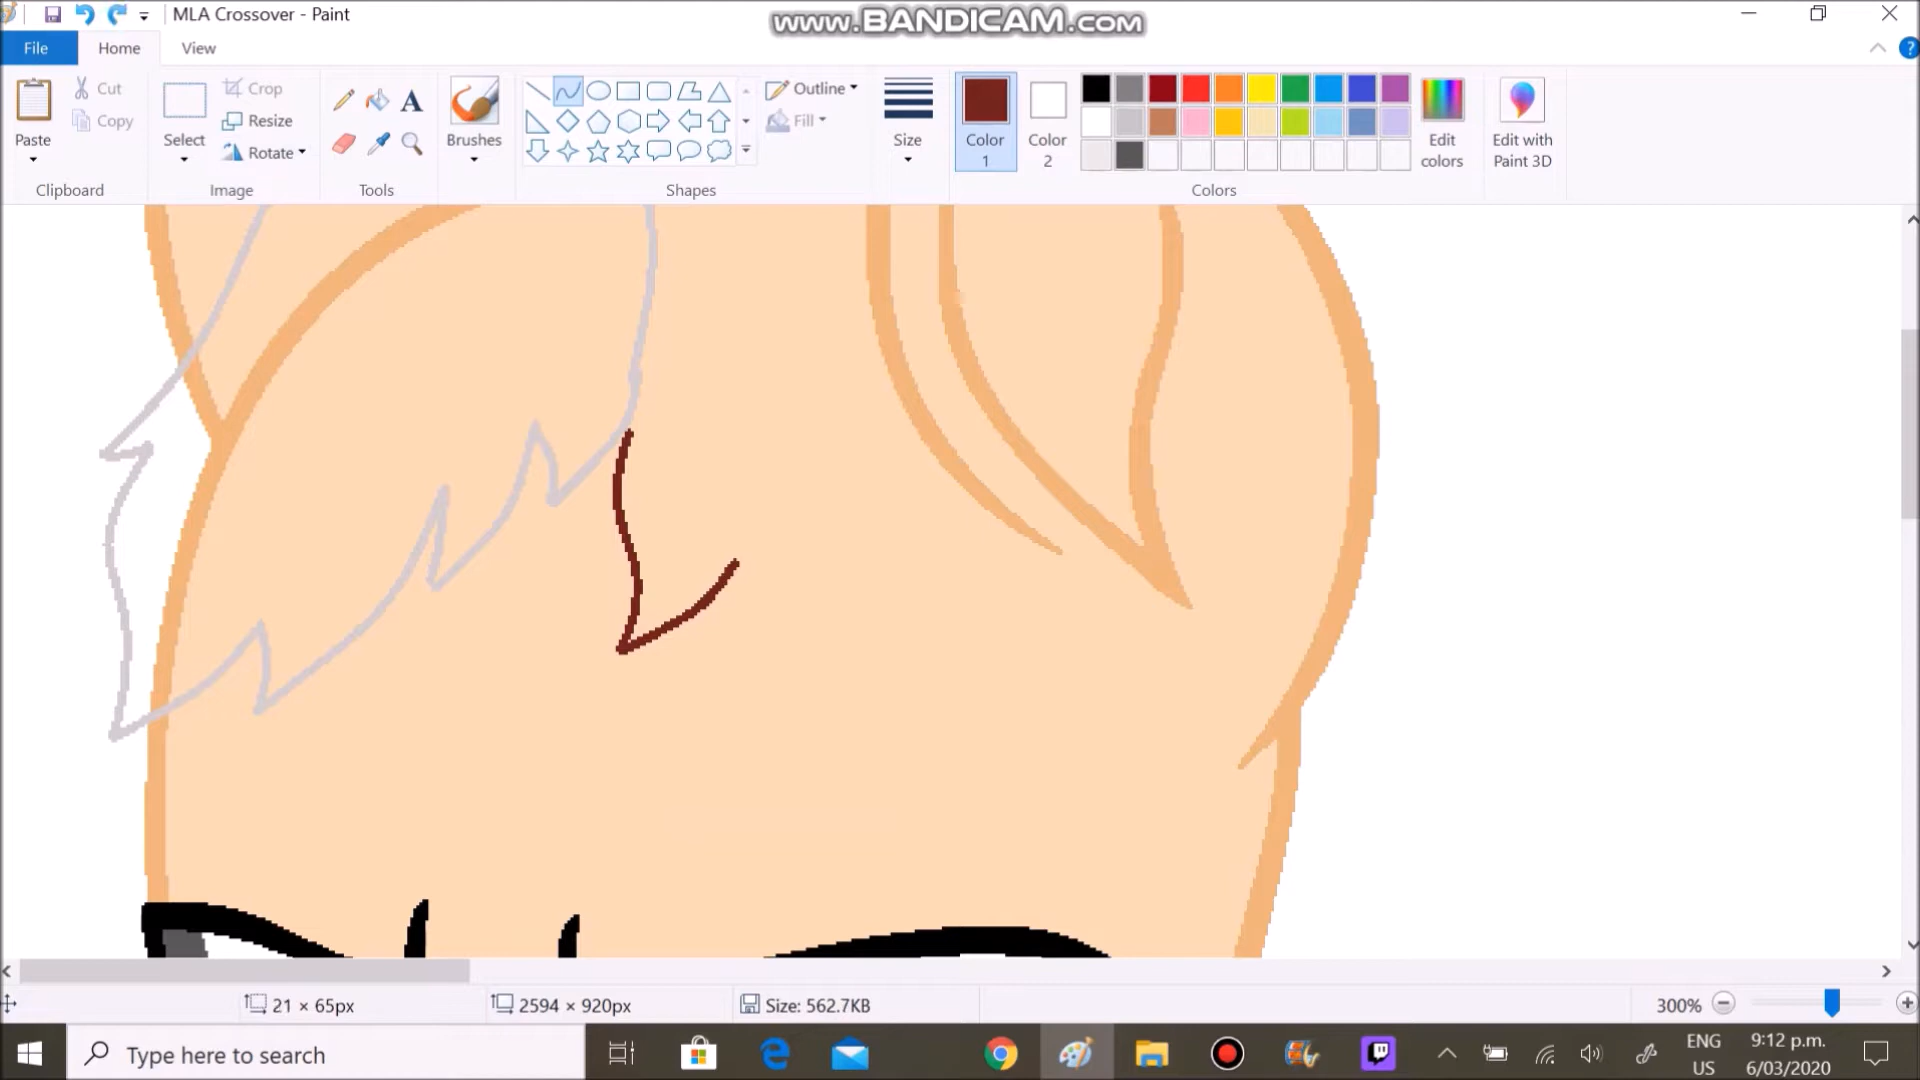 MLA Crossover - Paint
www.BANDICAM.com
File
Home
View
Paste
Cut
Copy
Clipboard
Select
Crop
Resize
Rotate
Image
A
Tools
Brushes
Shapes
Outline
Fill
Size
Color 1
Color 2
Colors
Edit colors
Edit with Paint 3D
21 × 65px
2594 × 920px
Size: 562.7KB
300%
Type here to search
ENG
US
9:12 p.m.
6/03/2020